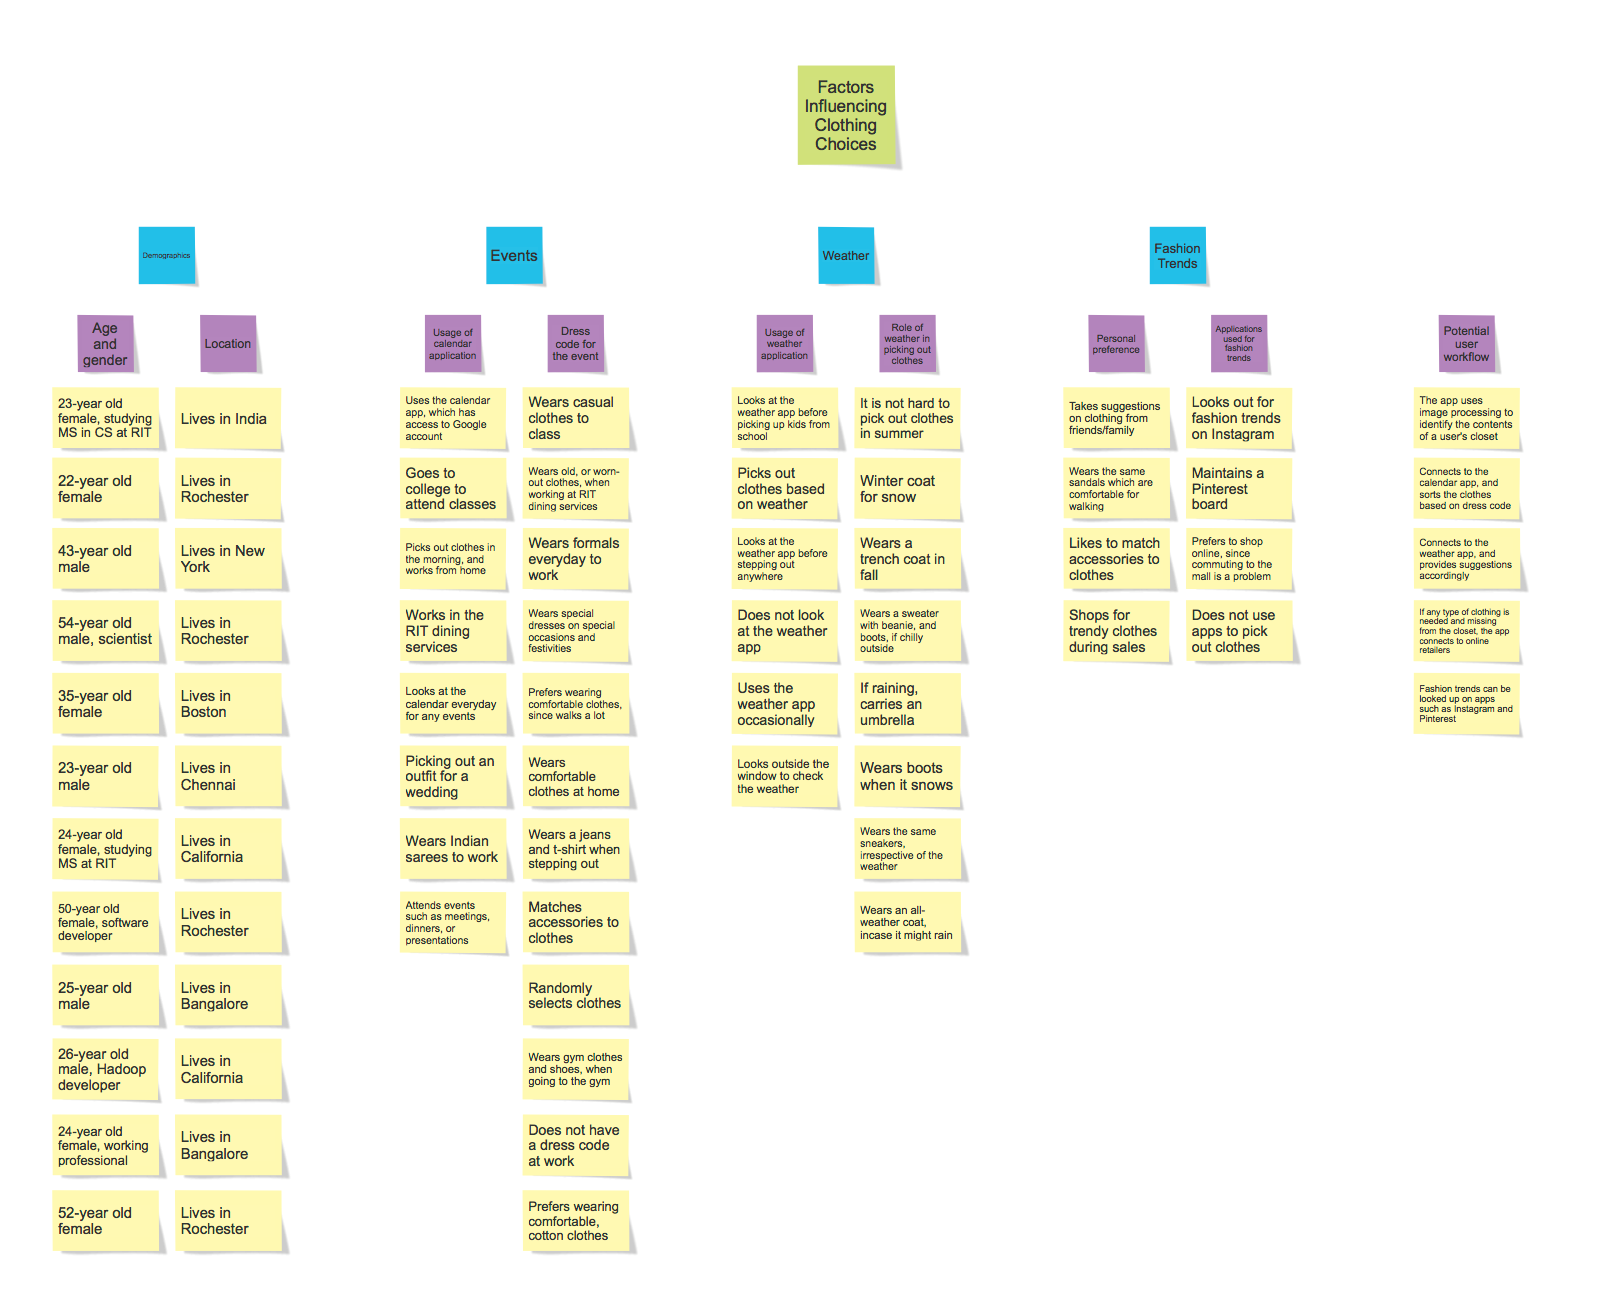 Factors
Influencing
Clothing
Choices
Demographics
Events
Weather
Fashion
Trends
Age
and
gender
Location
Usage of
calendar
application
Dress
code for
the event
Usage of
weather
application
Role of
weather in
picking out
clothes
Personal
preference
Applications
used for
fashion
trends
Potential
user
workflow
23-year old
female, studying
MS in CS at RIT
22-year old
female
43-year old
male
54-year old
male, scientist
35-year old
female
23-year old
male
24-year old
female, studying
MS at RIT
50-year old
female, software
developer
25-year old
male
26-year old
male, Hadoop
developer
24-year old
female, working
professional
52-year old
female
Lives in India
Lives in
Rochester
Lives in New
York
Lives in
Rochester
Lives in
Boston
Lives in
Chennai
Lives in
California
Lives in
Rochester
Lives in
Bangalore
Lives in
California
Lives in
Bangalore
Lives in
Rochester
Uses the calendar
app, which has
access to Google
account
Goes to
college to
attend classes
Picks out clothes in
the morning, and
works from home
Works in the
RIT dining
services
Looks at the
calendar everyday
for any events
Picking out an
outfit for a
wedding
Wears Indian
sarees to work
Attends events
such as meetings,
dinners, or
presentations
Wears casual
clothes to
class
Wears old, or worn-
out clothes, when
working at RIT
dining services
Wears formals
everyday to
work
Wears special
dresses on special
occasions and
festivities
Prefers wearing
comfortable clothes,
since walks a lot
Wears
comfortable
clothes at home
Wears a jeans
and t-shirt when
stepping out
Matches
accessories to
clothes
Randomly
selects clothes
Wears gym clothes
and shoes, when
going to the gym
Does not have
a dress code
at work
Prefers wearing
comfortable,
cotton clothes
Looks at the
weather app before
picking up kids from
school
Picks out
clothes based
on weather
Looks at the
weather app before
stepping out
anywhere
Does not look
at the weather
app
Uses the
weather app
occasionally
Looks outside the
window to check
the weather
It is not hard to
pick out clothes
in summer
Winter coat
for snow
Wears a
trench coat in
fall
Wears a sweater
with beanie, and
boots, if chilly
outside
If raining,
carries an
umbrella
Wears boots
when it snows
Wears the same
sneakers,
irrespective of the
weather
Wears an all-
weather coat,
incase it might rain
Takes suggestions
on clothing from
friends/family
Wears the same
sandals which are
comfortable for
walking
Likes to match
accessories to
clothes
Shops for
trendy clothes
during sales
Looks out for
fashion trends
on Instagram
Maintains a
Pinterest
board
Prefers to shop
online, since
commuting to the
mall is a problem
Does not use
apps to pick
out clothes
The app uses
image processing to
identify the contents
of a user's closet
Connects to the
calendar app, and
sorts the clothes
based on dress code
Connects to the
weather app, and
provides suggestions
accordingly
If any type of clothing is
needed and missing
from the closet, the app
connects to online
retailers
Fashion trends can be
looked up on apps
such as Instagram and
Pinterest